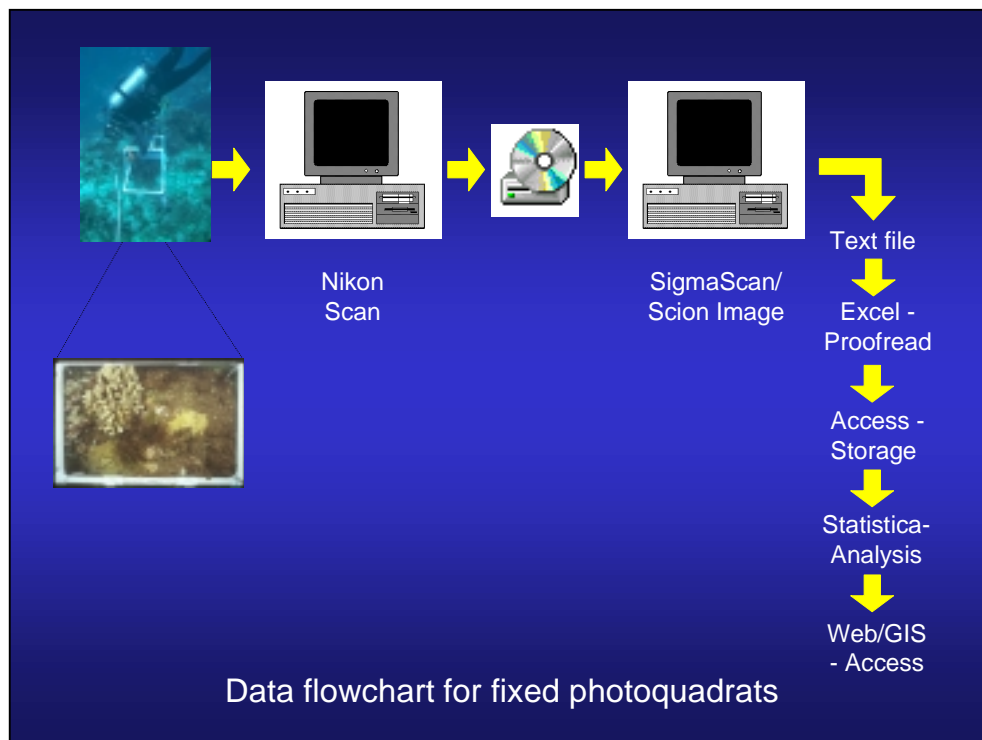 Nikon
Scan
SigmaScan/
Scion Image
Text file
Excel -
Proofread
Access -
Storage
Statistica-
Analysis
Web/GIS
- Access
Data flowchart for fixed photoquadrats